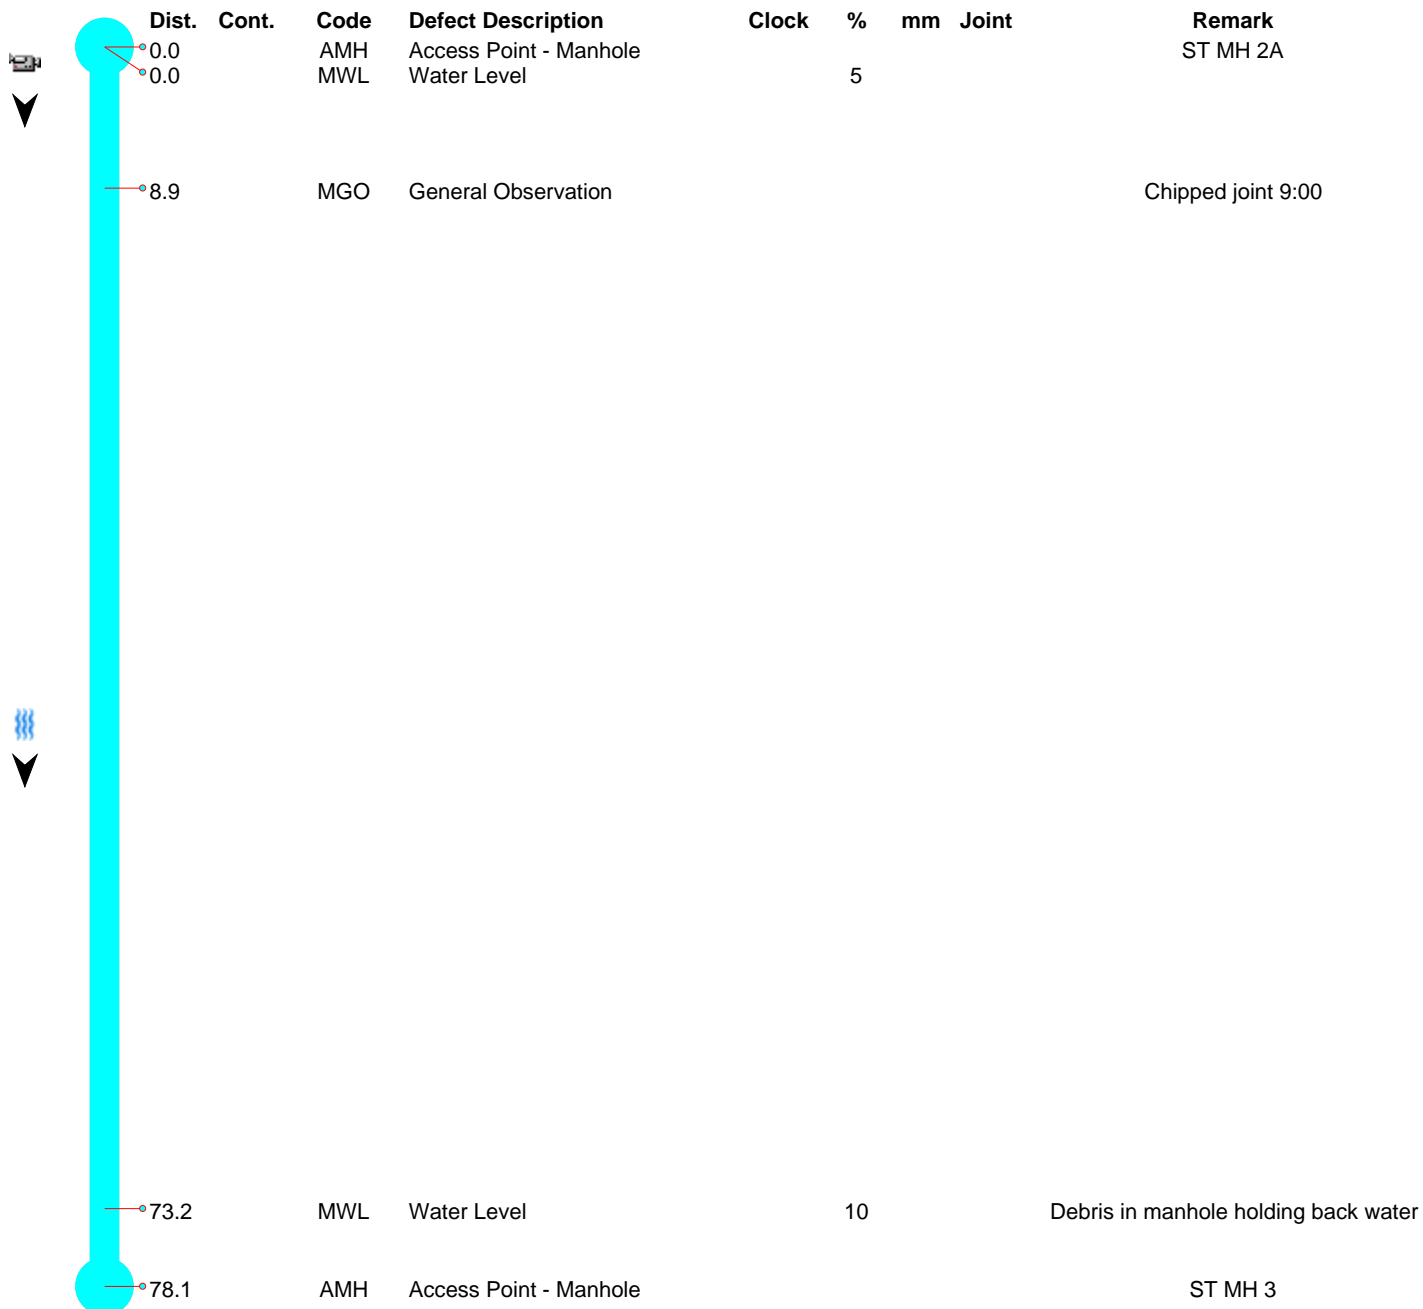 Dist. Cont. Code Defect Description Clock % mm Joint Remark
0.0 AMH Access Point - Manhole ST MH 2A
0.0 MWL Water Level 5
8.9 MGO General Observation Chipped joint 9:00
73.2 MWL Water Level 10 Debris in manhole holding back water
78.1 AMH Access Point - Manhole ST MH 3